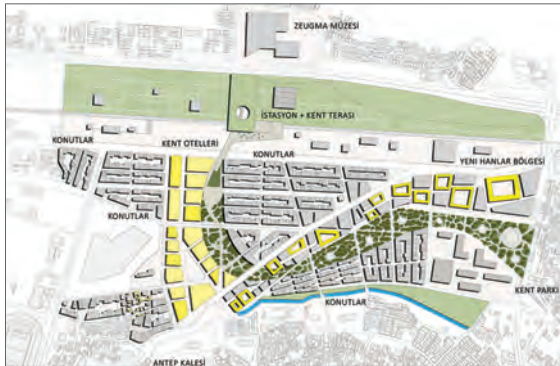 ZEUGMA MÜZESİ
İSTASYON + KENT TERASI
KONUTLAR
KENT OTELLERİ
KONUTLAR
YENİ HANLAR BÖLGESİ
KONUTLAR
KENT PARKI
KONUTLAR
ANTEP KALESİ